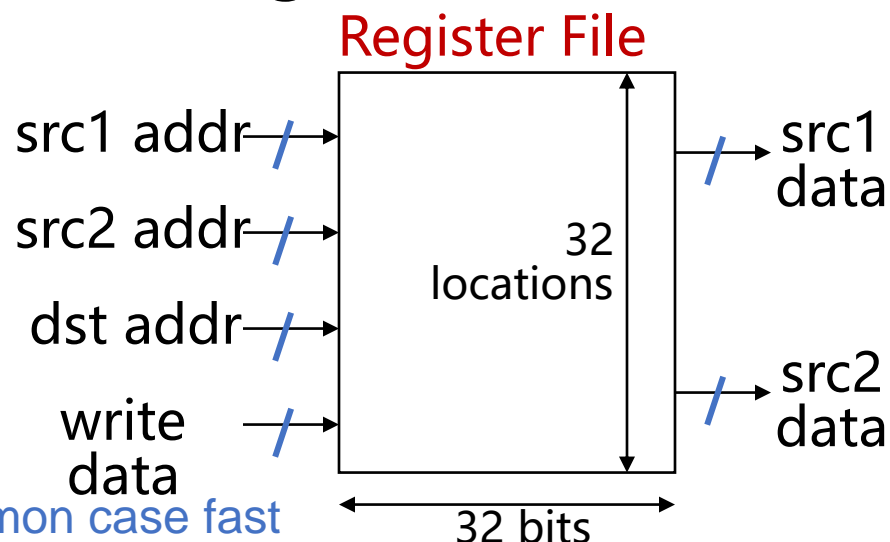 Register File
src1 addr
src2 addr
dst addr
write
data
32
locations
src1
data
src2
data
32 bits
case fast